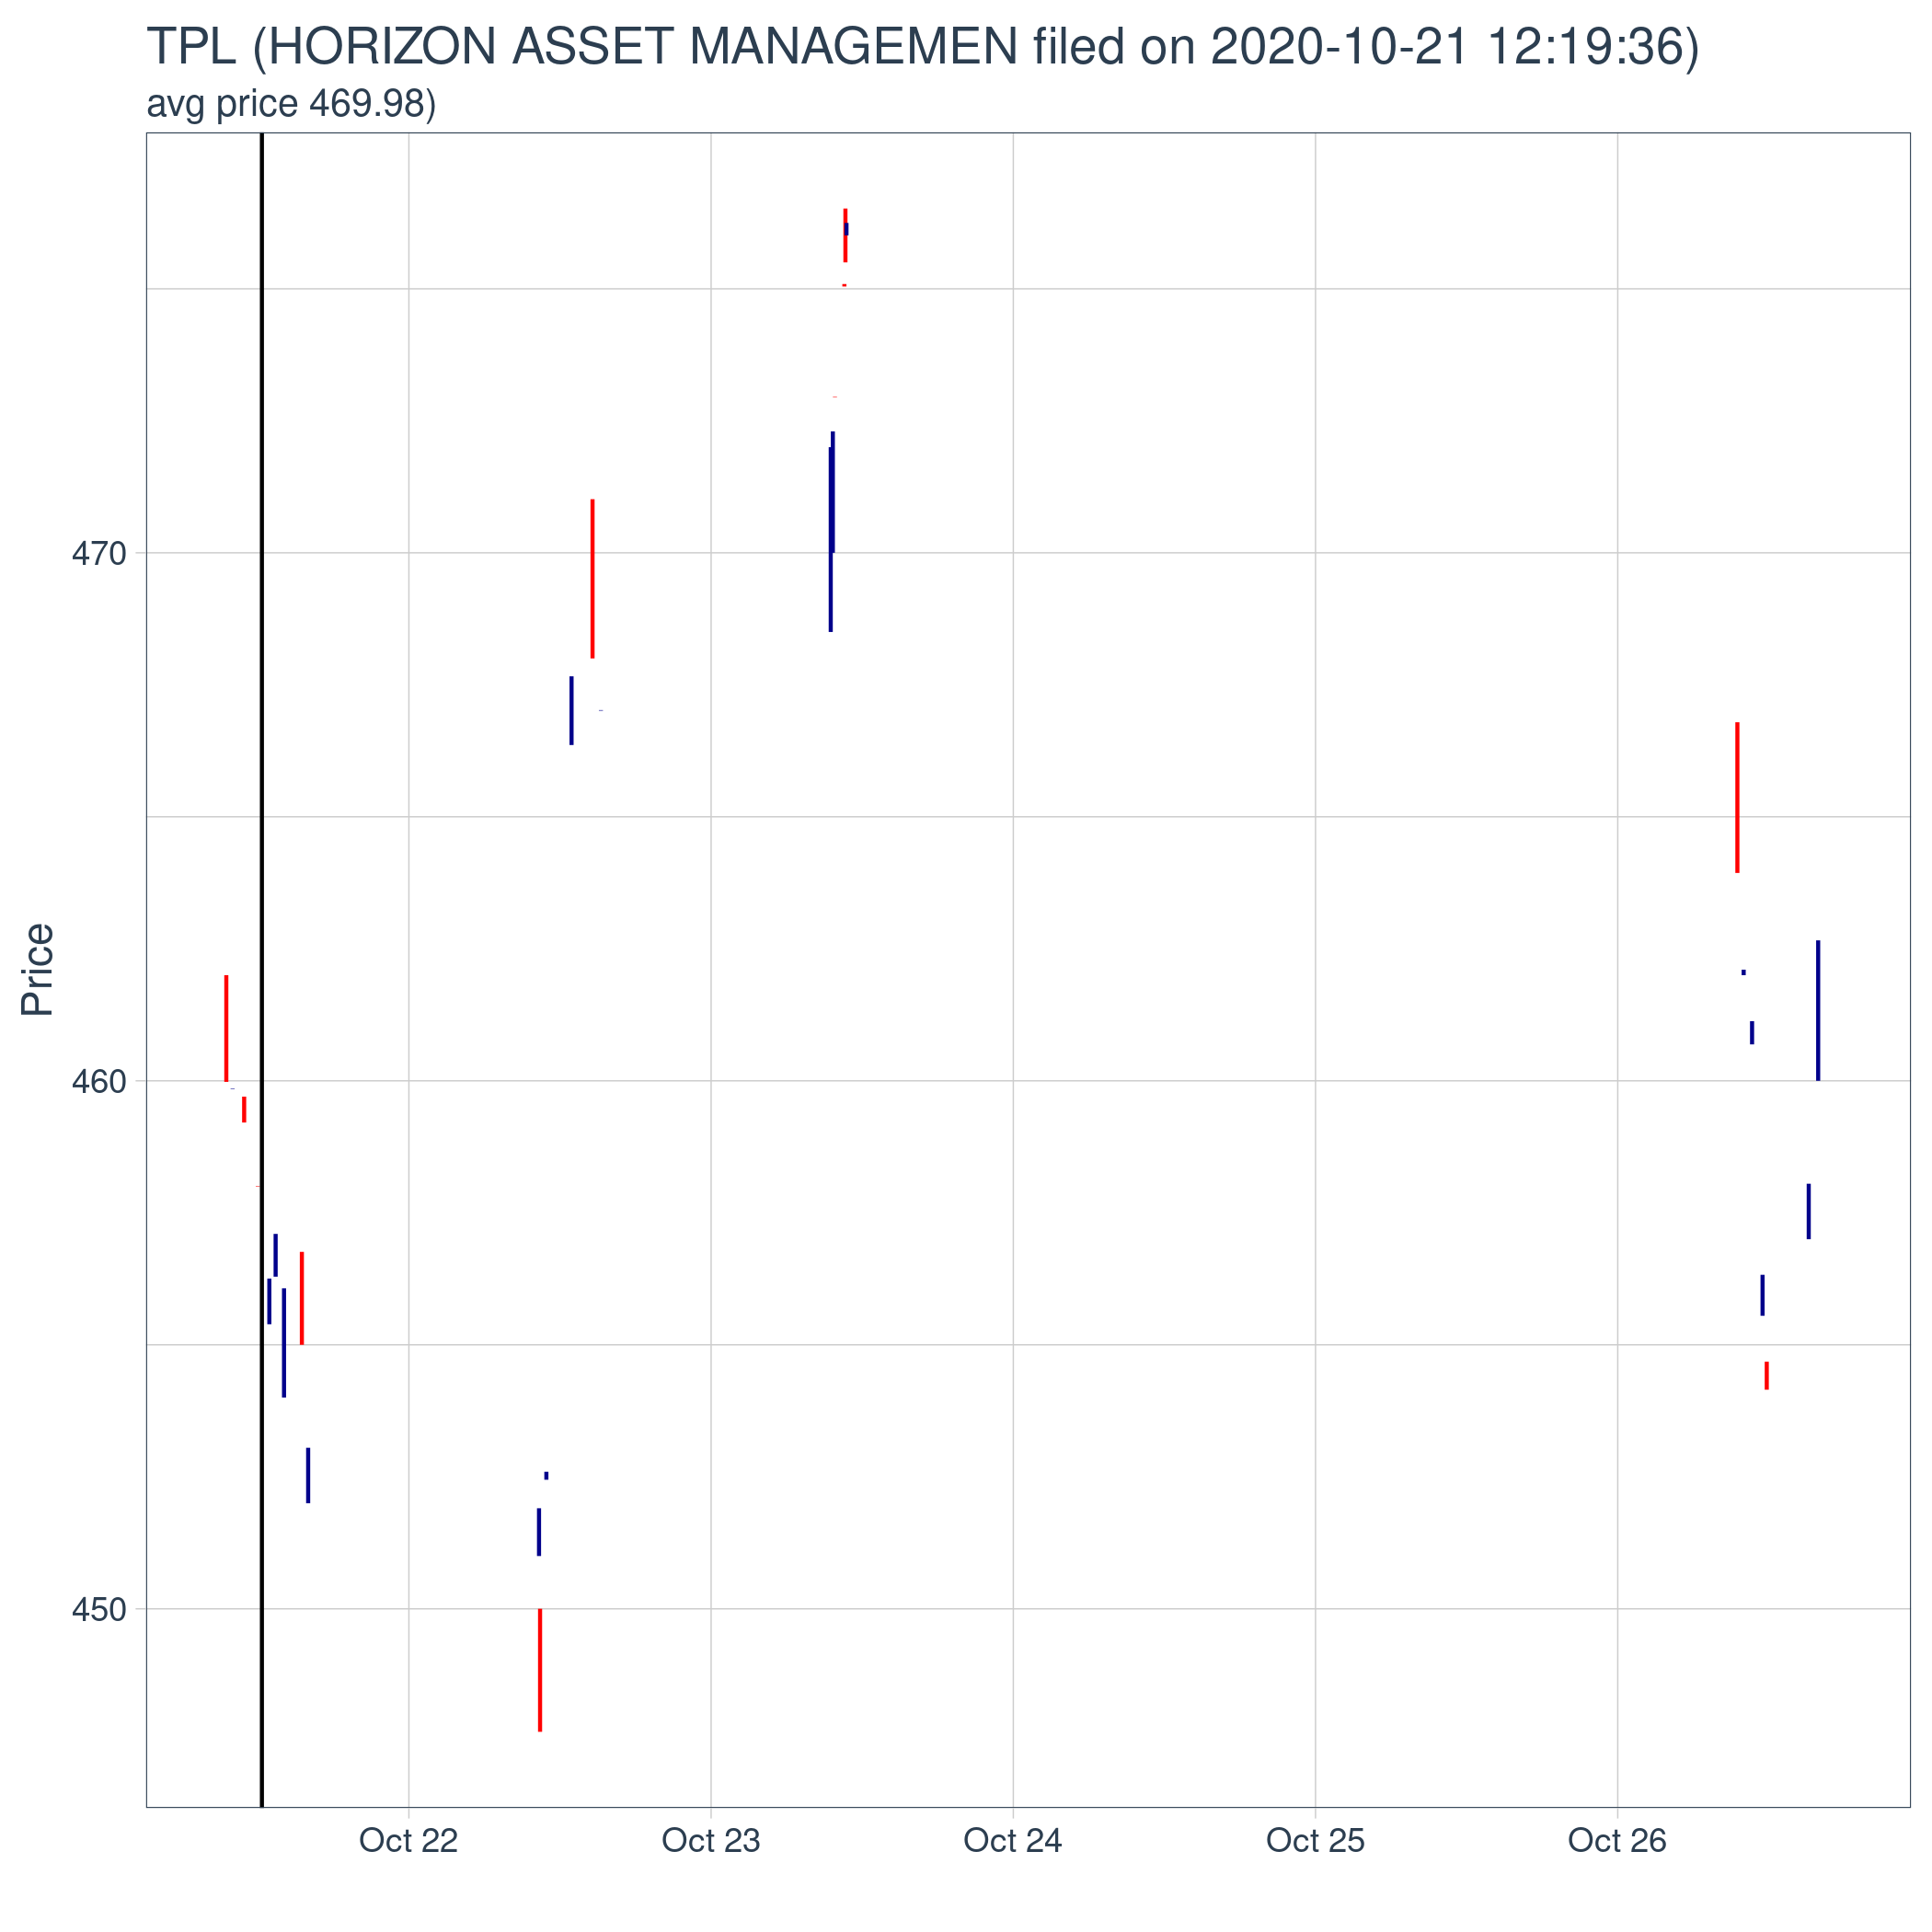 TPL (HORIZON ASSET MANAGEMEN filed on 2020-10-21 12:19:36)
avg price 469.98)
470
460
450
Price
Oct 22
Oct 23
Oct 24
Oct 25
Oct 26